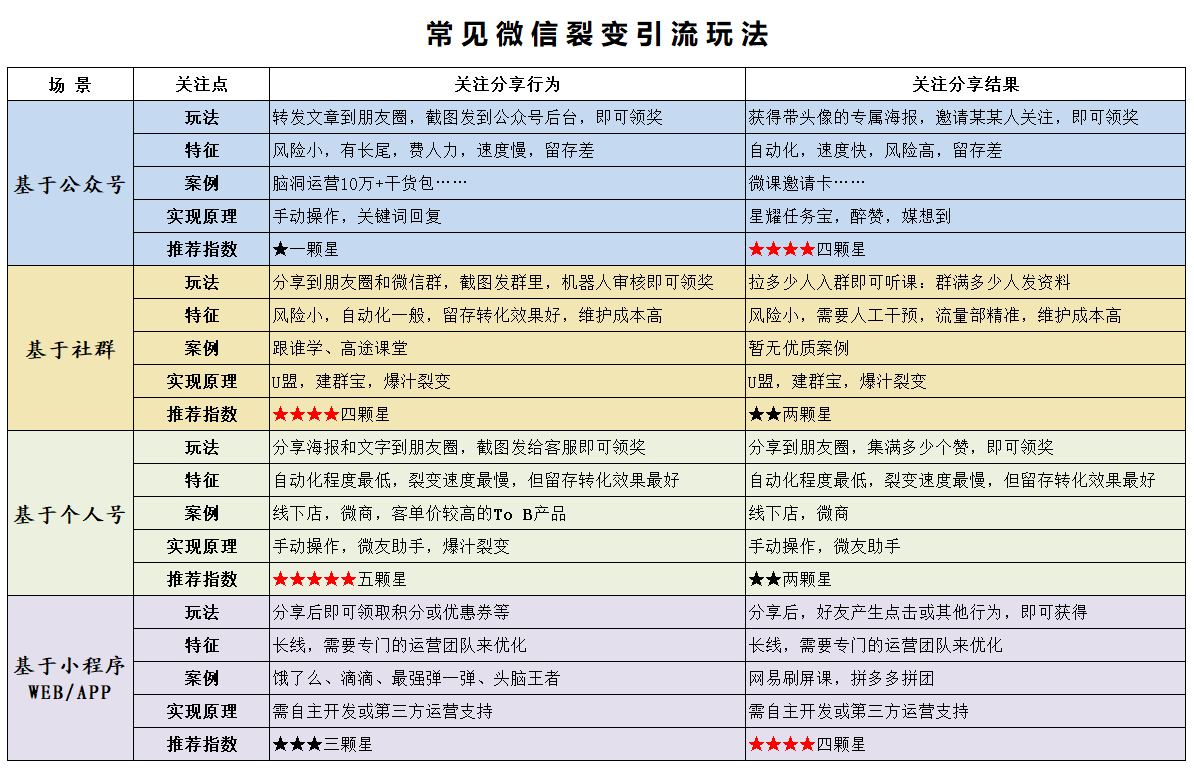 常见微信裂变引流玩法
场 景 关注点 关注分享行为 关注分享结果
基于公众号
玩法 转发文章到朋友圈，截图发到公众号后台，即可领奖 获得带头像的专属海报，邀请某某人关注，即可领奖
特征 风险小，有长尾，费人力，速度慢，留存差 自动化，速度快，风险高，留存差
案例 脑洞运营10万+干货包…… 微课邀请卡……
实现原理 手动操作，关键词回复 星耀任务宝，醉赞，媒想到
推荐指数 ★一颗星 ★★★★四颗星
基于社群
玩法 分享到朋友圈和微信群，截图发群里，机器人审核即可领奖 拉多少人入群即可听课：群满多少人发资料
特征 风险小，自动化一般，留存转化效果好，维护成本高 风险小，需要人工干预，流量部精准，维护成本高
案例 跟谁学、高途课堂 暂无优质案例
实现原理 U盟，建群宝，爆汁裂变 U盟，建群宝，爆汁裂变
推荐指数 ★★★★四颗星 ★★两颗星
基于个人号
玩法 分享海报和文字到朋友圈，截图发给客服即可领奖 分享到朋友圈，集满多少个赞，即可领奖
特征 自动化程度最低，裂变速度最慢，但留存转化效果最好 自动化程度最低，裂变速度最慢，但留存转化效果最好
案例 线下店，微商，客单价较高的To B产品 线下店，微商
实现原理 手动操作，微友助手，爆汁裂变 手动操作，微友助手
推荐指数 ★★★★★五颗星 ★★两颗星
基于小程序
WEB/APP
玩法 分享后即可领取积分或优惠券等 分享后，好友产生点击或其他行为，即可获得
特征 长线，需要专门的运营团队来优化 长线，需要专门的运营团队来优化
案例 饿了么、滴滴、最强弹一弹、头脑王者 网易刷屏课，拼多多拼团
实现原理 需自主开发或第三方运营支持 需自主开发或第三方运营支持
推荐指数 ★★★三颗星 ★★★★四颗星